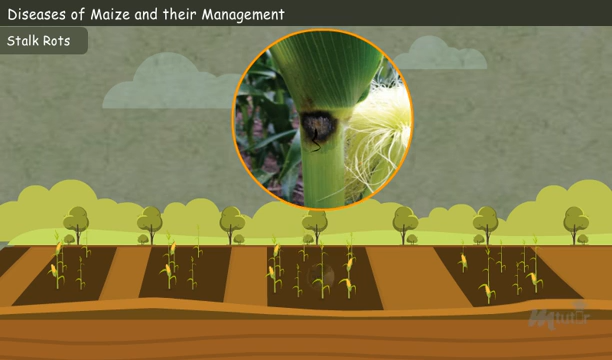 Diseases of Maize and their Management
Stalk Rots